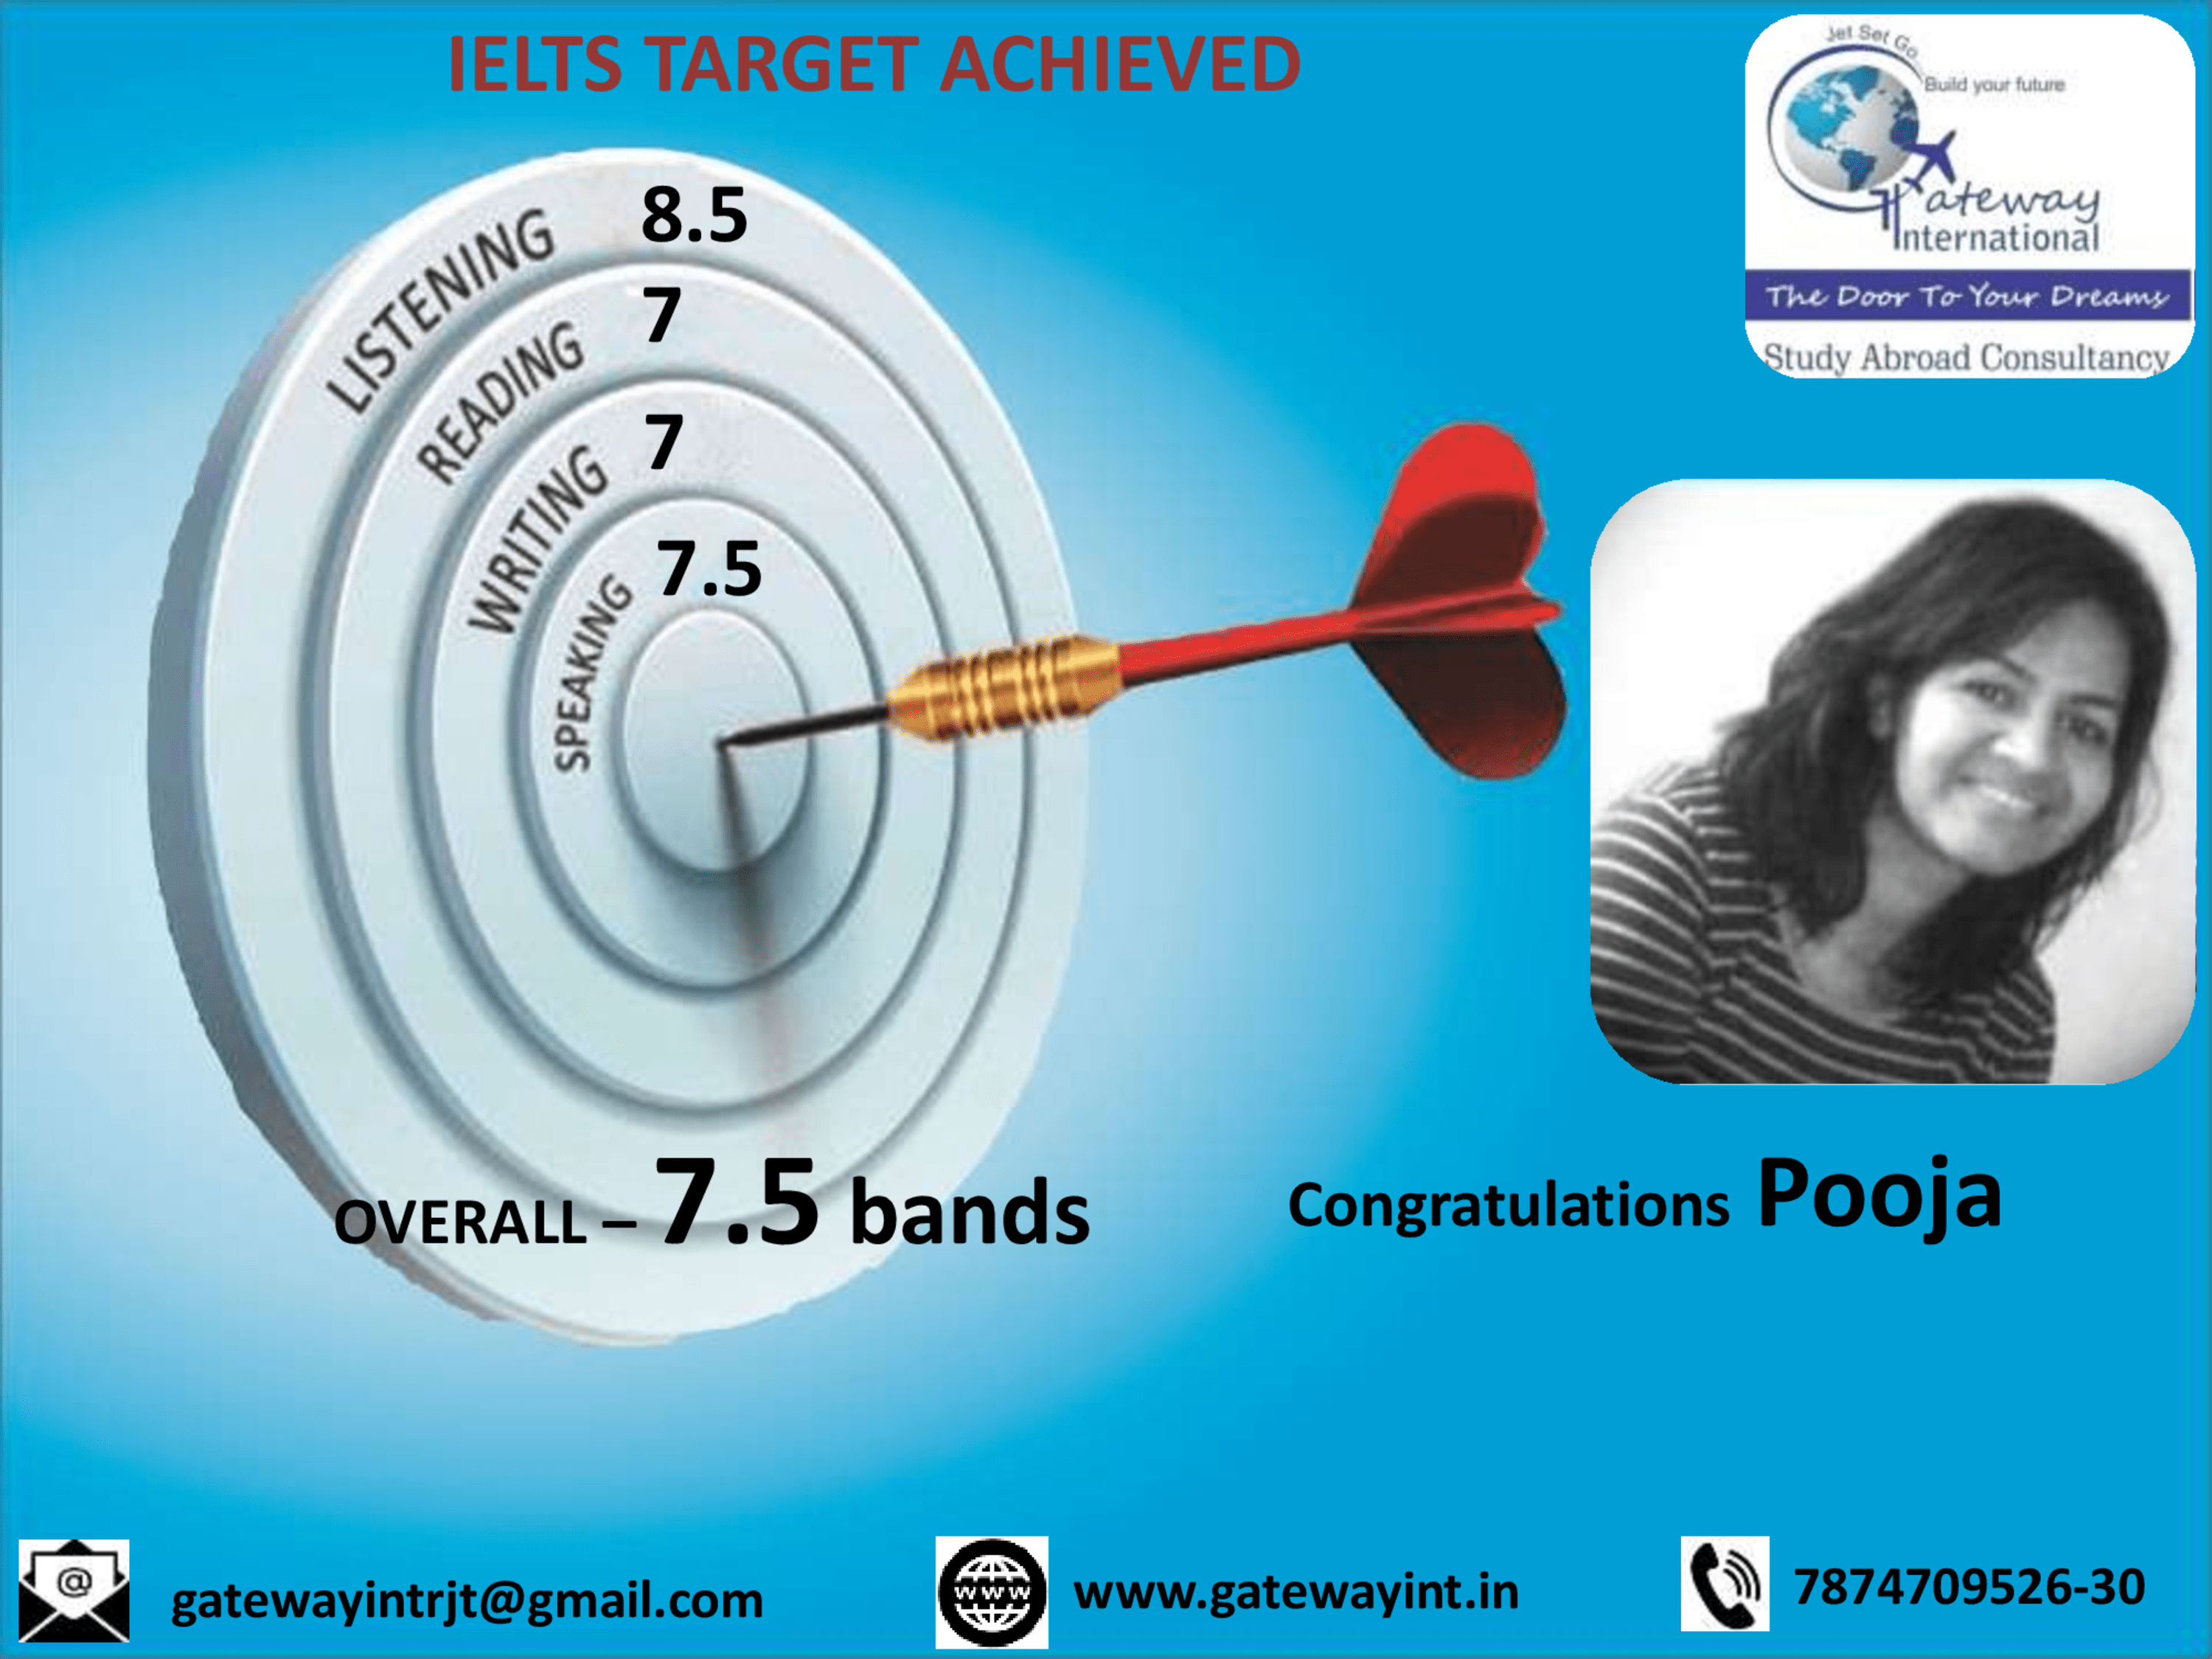 IELTS TARGET ACHIEVED
Jet Set Go
Build your future
Gateway
International
The Door To Your Dreams
Study Abroad Consultancy
LISTENING 8.5
READING 7
WRITING 7
SPEAKING 7.5
OVERALL – 7.5 bands
Congratulations Pooja
@ gatewayintrjt@gmail.com
www www.gatewayint.in
7874709526-30